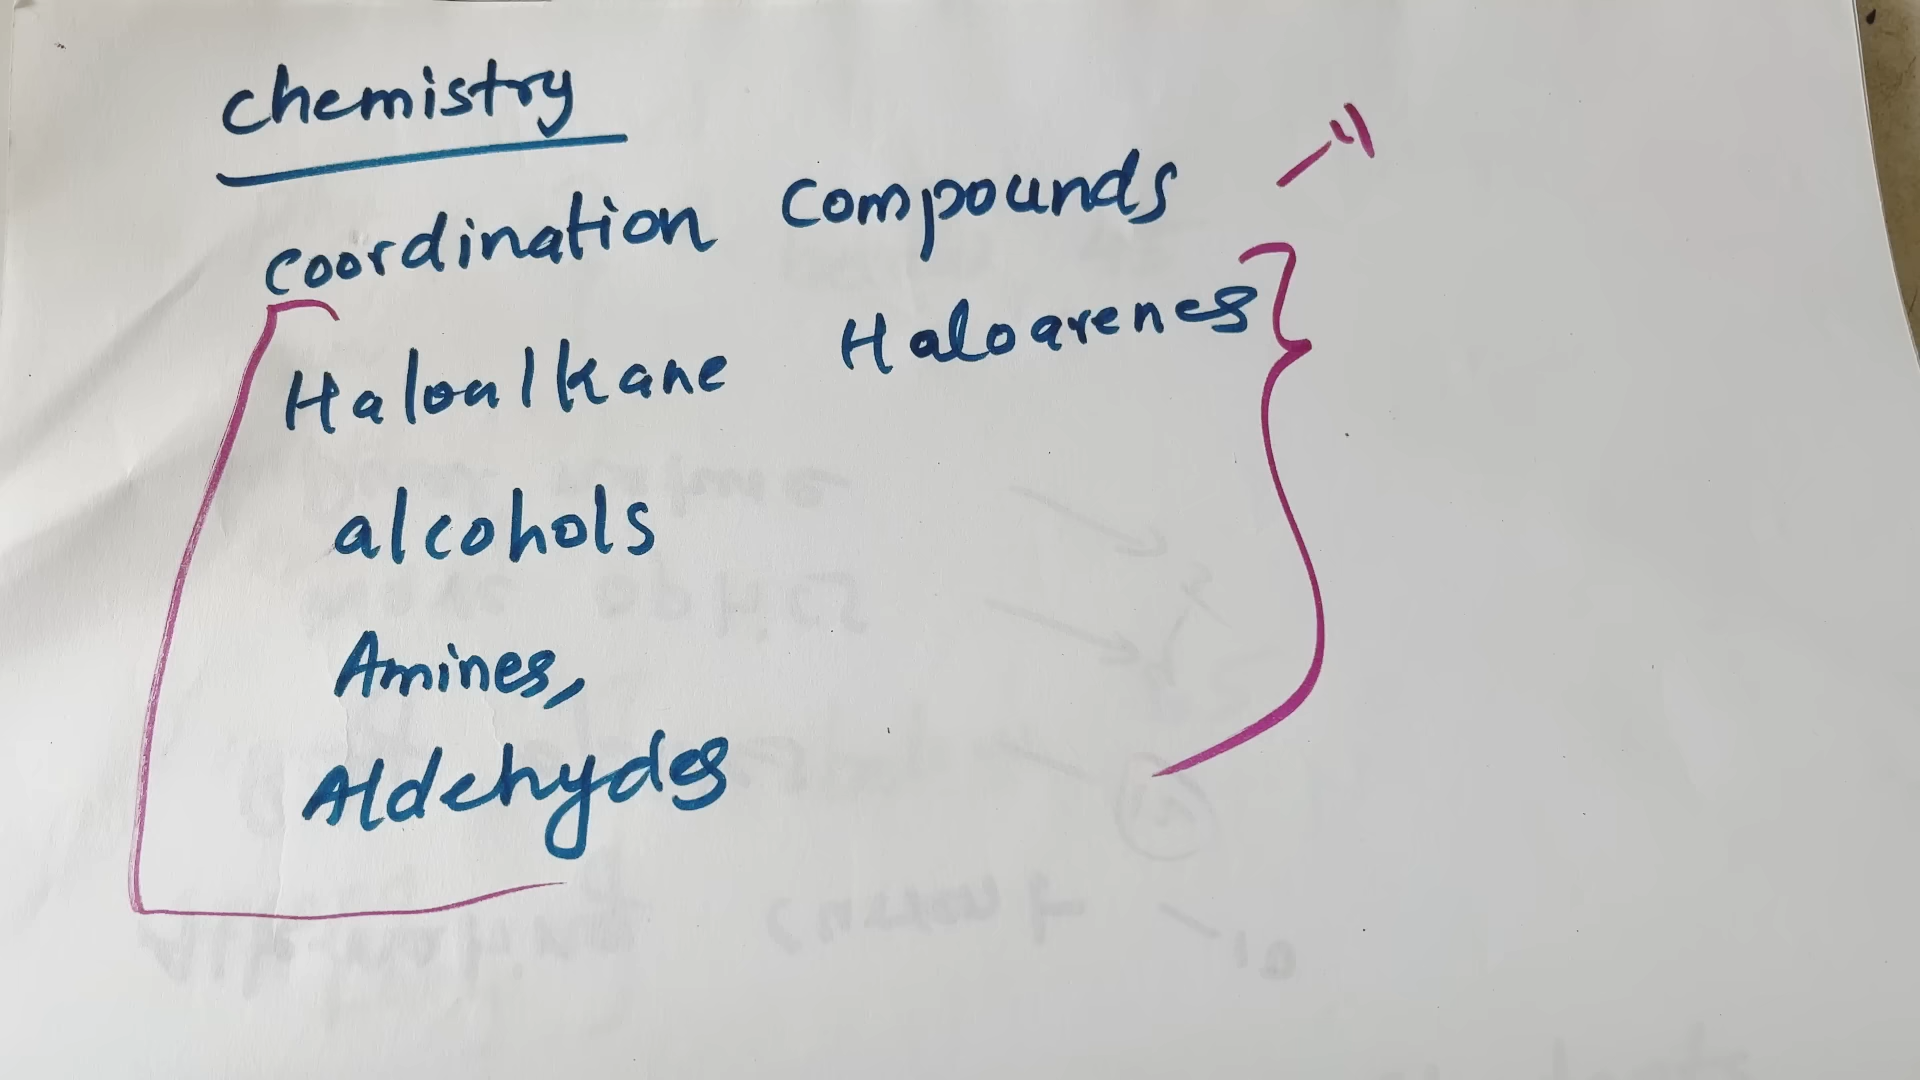 Chemistry
Coordination Compounds
Haloalkane Haloarenes
alcohols
Amines,
Aldehydes